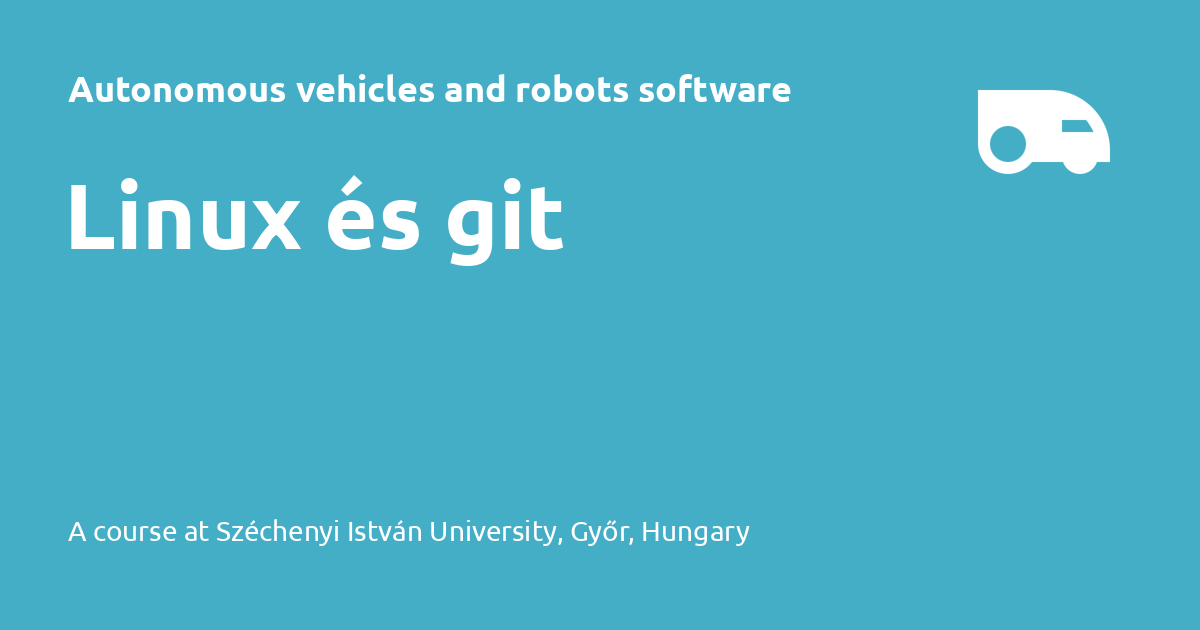 Autonomous vehicles and robots software
Linux és git
A course at Széchenyi István University, Győr, Hungary